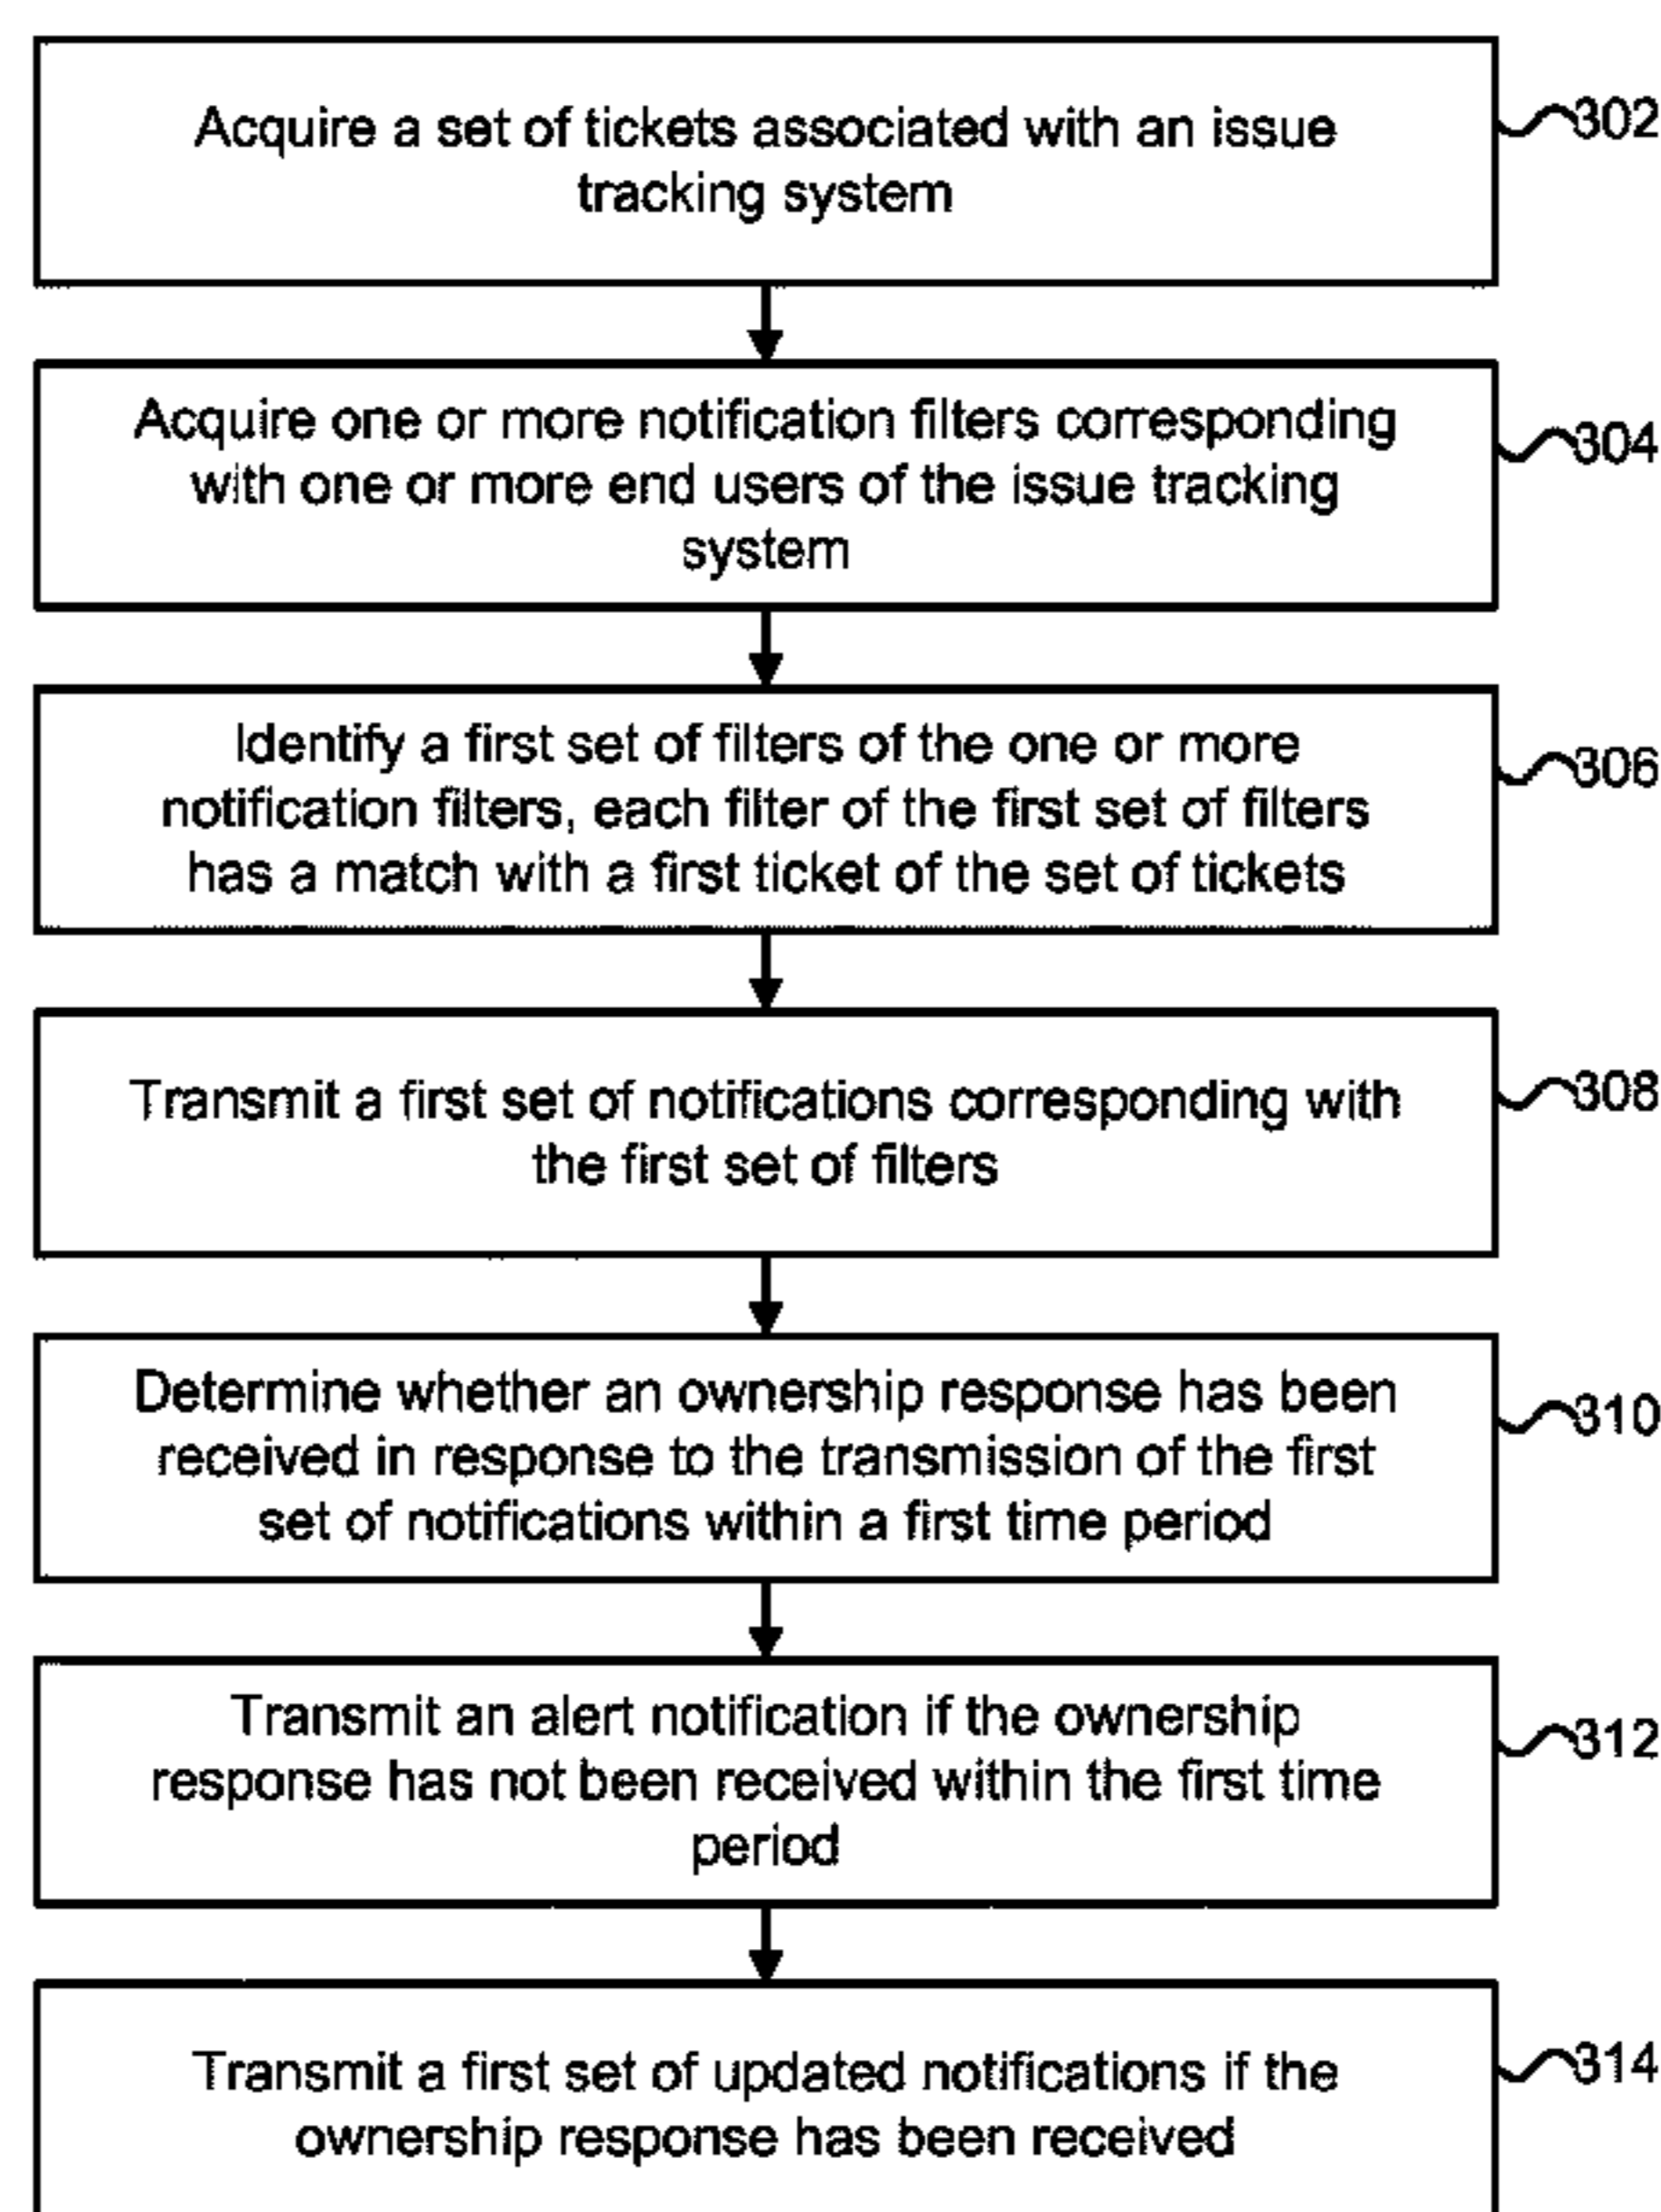 Acquire a set of tickets associated with an issue
tracking system
302
Acquire one or more notification filters corresponding
with one or more end users of the issue tracking
system
304
Identify a first set of filters of the one or more
notification filters, each filter of the first set of filters
has a match with a first ticket of the set of tickets
306
Transmit a first set of notifications corresponding with
the first set of filters
308
Determine whether an ownership response has been
received in response to the transmission of the first
set of notifications within a first time period
310
Transmit an alert notification if the ownership
response has not been received within the first time
period
312
Transmit a first set of updated notifications if the
ownership response has been received
314